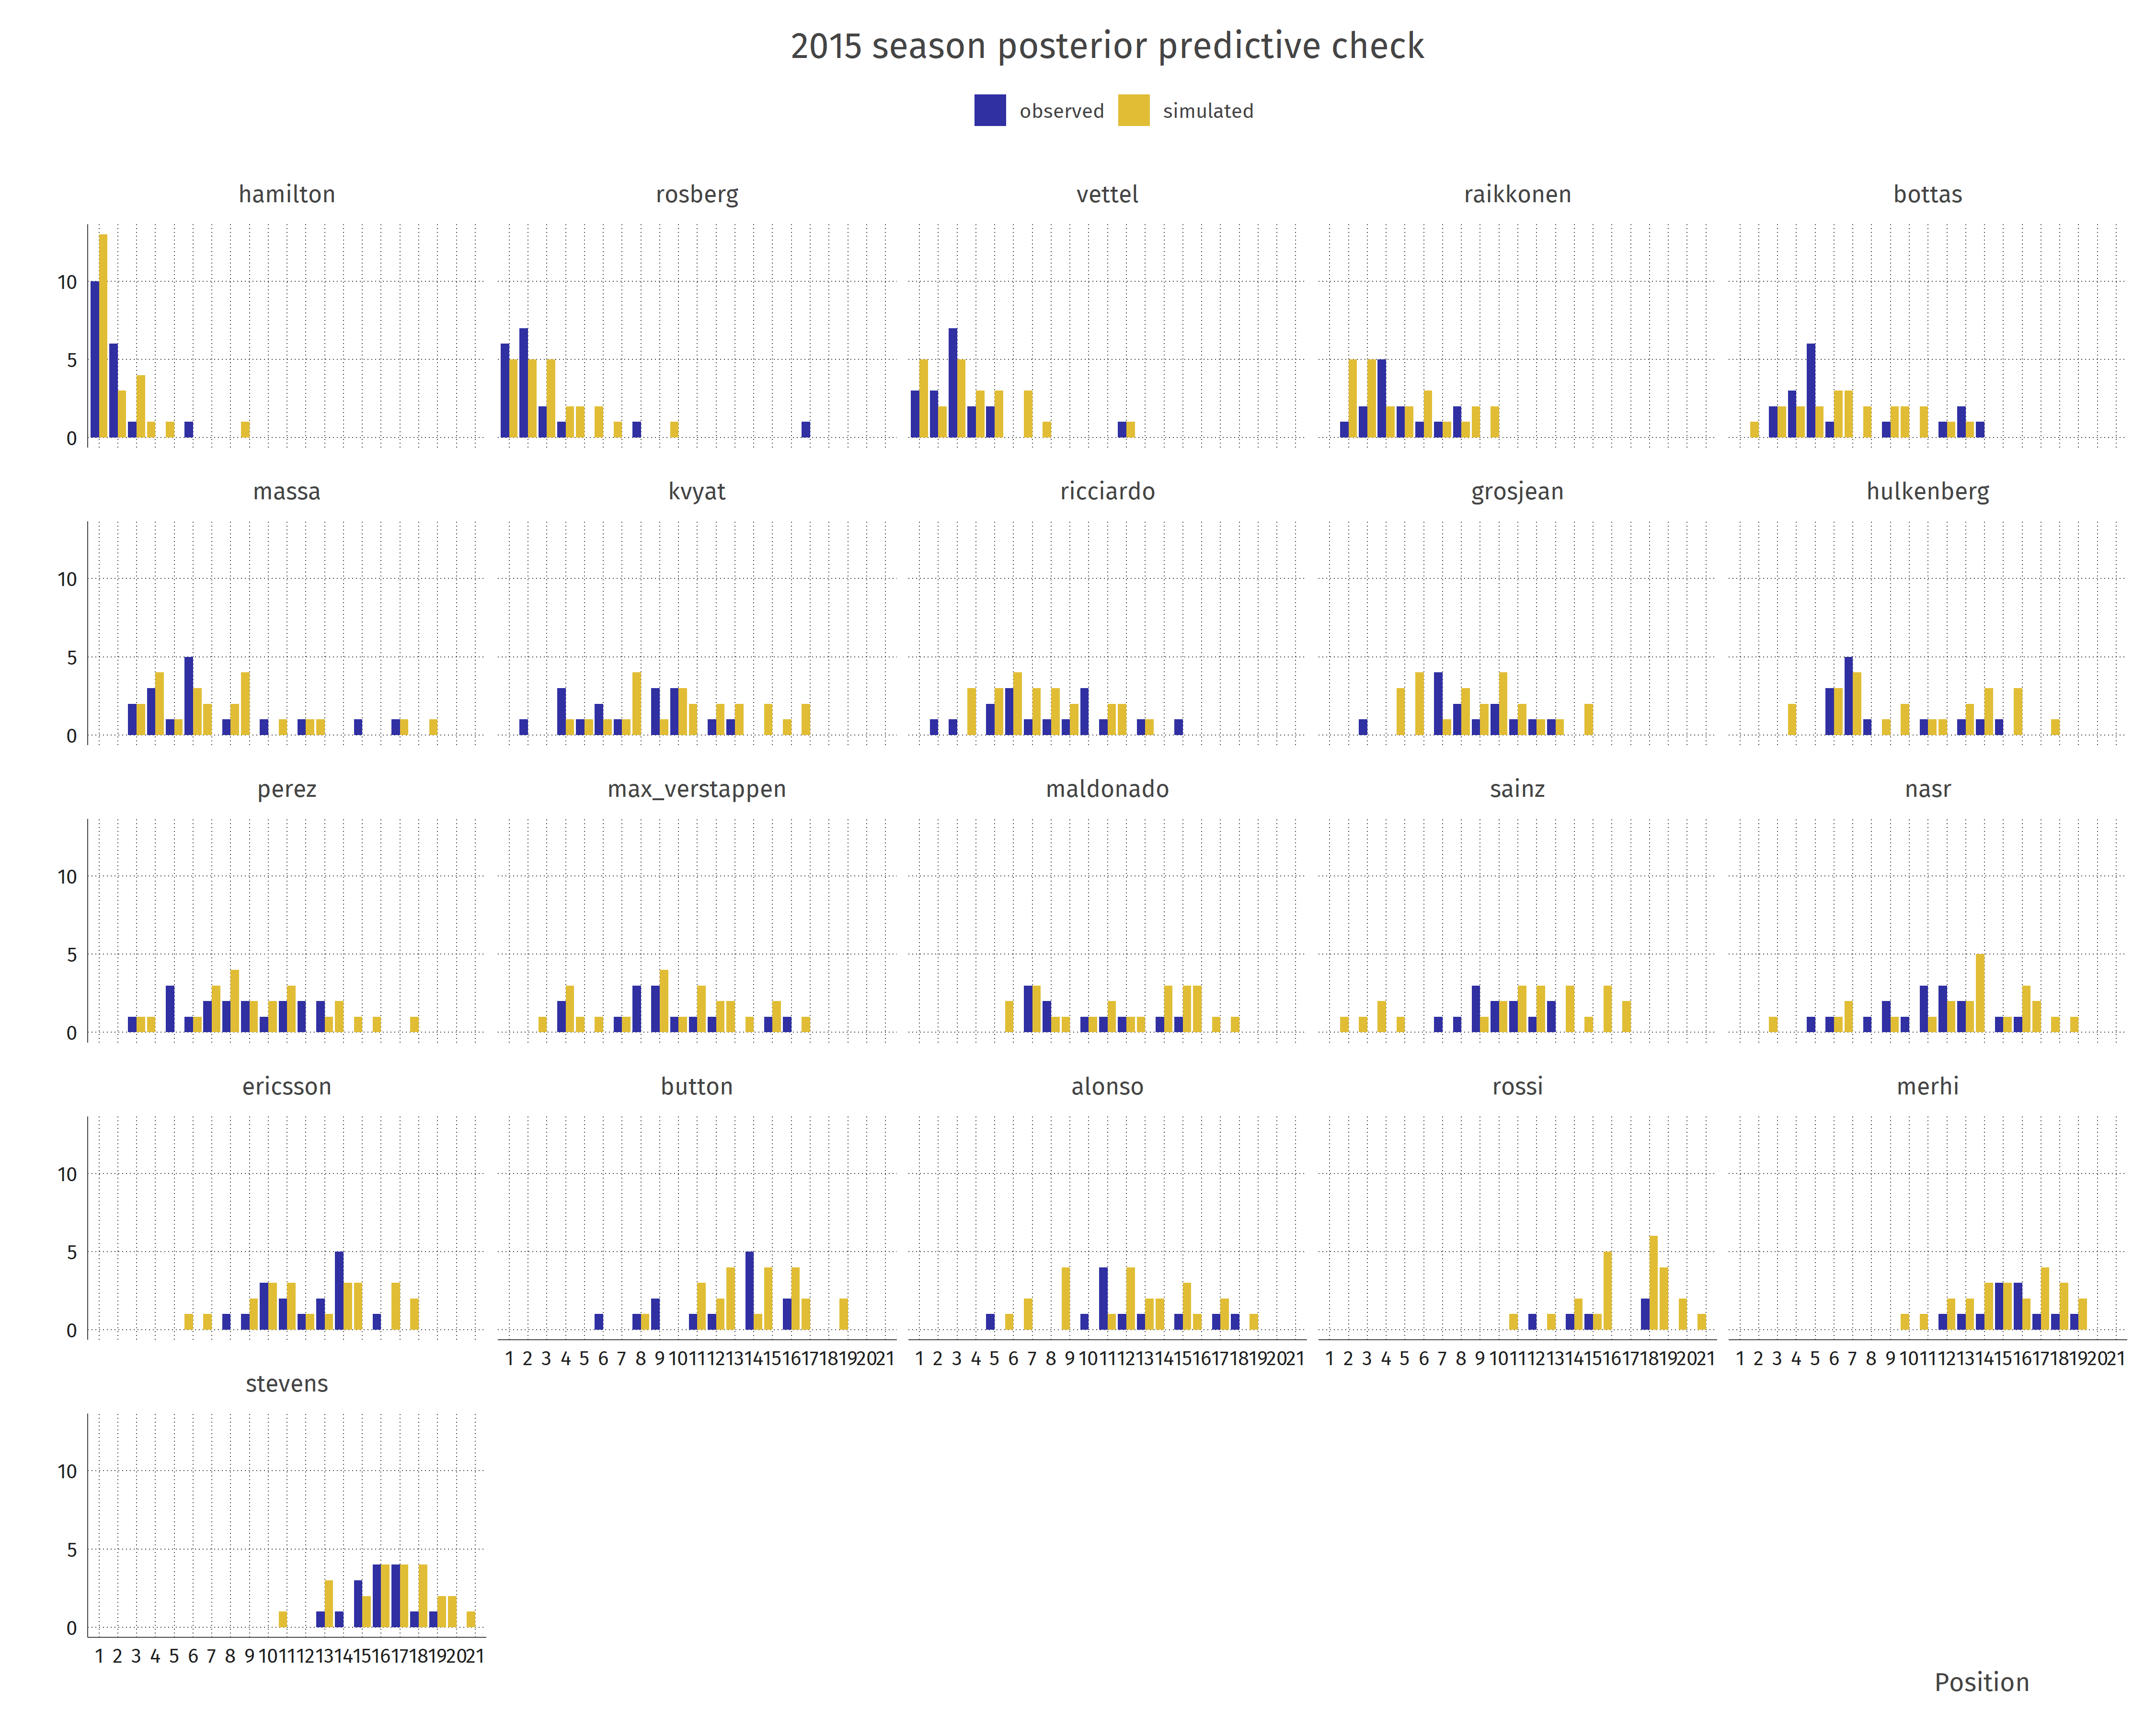 2015 season posterior predictive check
observed simulated
hamilton rosberg vettel raikkonen bottas
10
5
0
massa kvyat ricciardo grosjean hulkenberg
10
5
0
perez max_verstappen maldonado sainz nasr
10
5
0
ericsson button alonso rossi merhi
10
5
0
1 2 3 4 5 6 7 8 9 10 11 12 13 14 15 16 17 18 19 20 21 1 2 3 4 5 6 7 8 9 10 11 12 13 14 15 16 17 18 19 20 21 1 2 3 4 5 6 7 8 9 10 11 12 13 14 15 16 17 18 19 20 21 1 2 3 4 5 6 7 8 9 10 11 12 13 14 15 16 17 18 19 20 21
stevens
10
5
0
1 2 3 4 5 6 7 8 9 10 11 12 13 14 15 16 17 18 19 20 21
Position